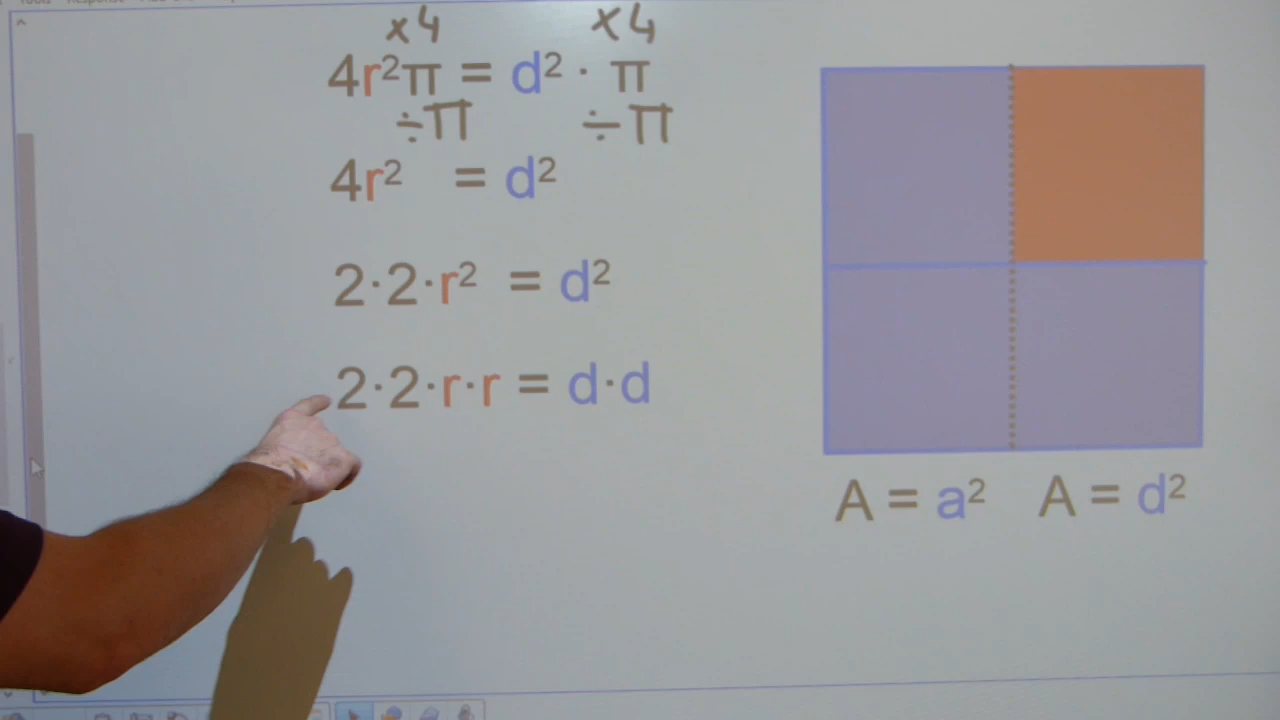 ×4 ×4
4r²π = d² · π
÷π ÷π
4r² = d²
2·2·r² = d²
2·2·r·r = d·d
A = a² A = d²